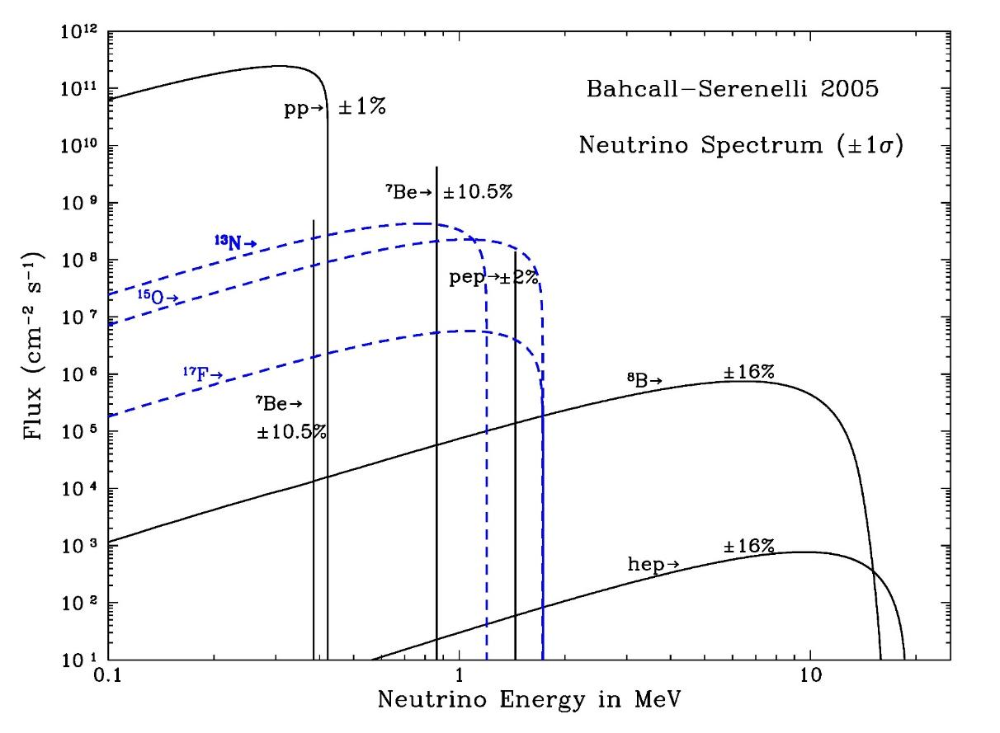 10¹²
10¹¹
10¹⁰
10⁹
10⁸
10⁷
10⁶
10⁵
10⁴
10³
10²
10¹
Flux (cm⁻² s⁻¹)
Bahcall−Serenelli 2005
Neutrino Spectrum (±1σ)
pp→ ±1%
⁷Be→ ±10.5%
¹³N→
pep→±2%
¹⁵O→
¹⁷F→
⁸B→ ±16%
⁷Be→
±10.5%
hep→ ±16%
0.1 1 10
Neutrino Energy in MeV